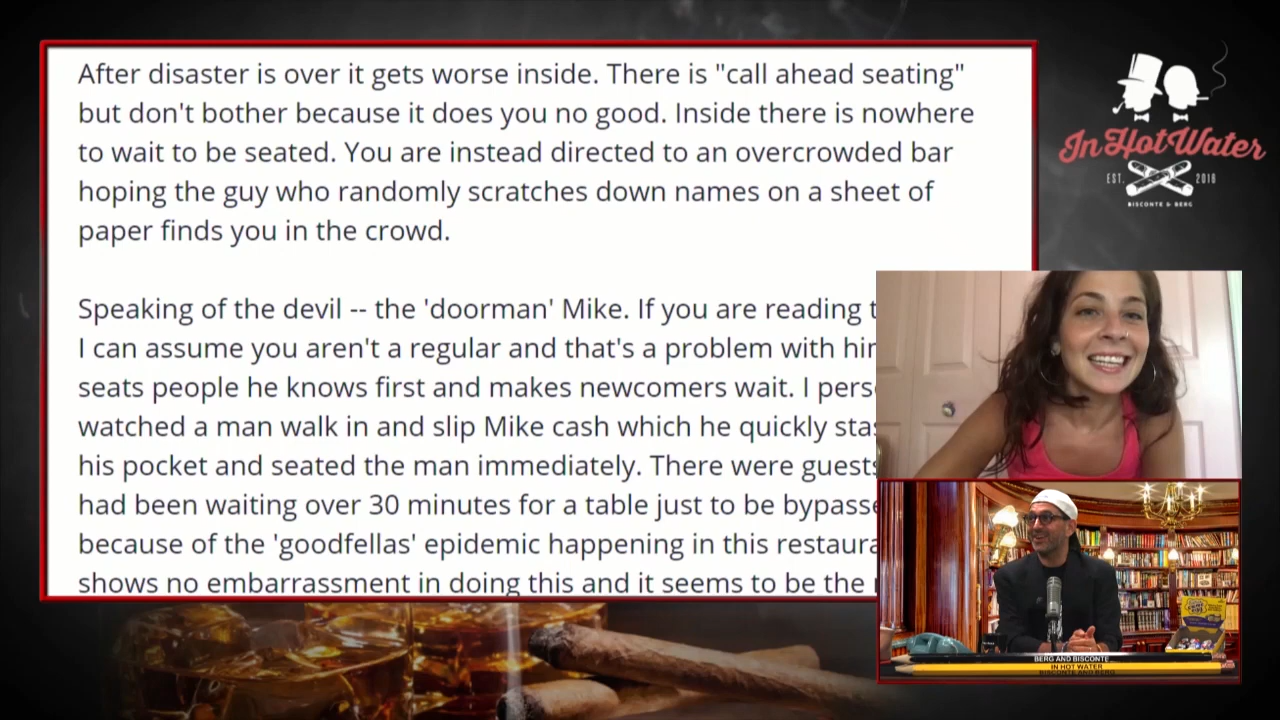 After disaster is over it gets worse inside. There is "call ahead seating"
but don't bother because it does you no good. Inside there is nowhere
to wait to be seated. You are instead directed to an overcrowded bar
hoping the guy who randomly scratches down names on a sheet of
paper finds you in the crowd.
Speaking of the devil -- the 'doorman' Mike. If you are reading
I can assume you aren't a regular and that's a problem with
seats people he knows first and makes newcomers wait. I
watched a man walk in and slip Mike cash which he quickly
his pocket and seated the man immediately. There were guests
had been waiting over 30 minutes for a table just to be
because of the 'goodfellas' epidemic happening in this
shows no embarrassment in doing this and it seems to be the
In Hot Water
EST. 2016
BISCONTE & BERG
BERG AND BISCONTE
IN HOT WATER